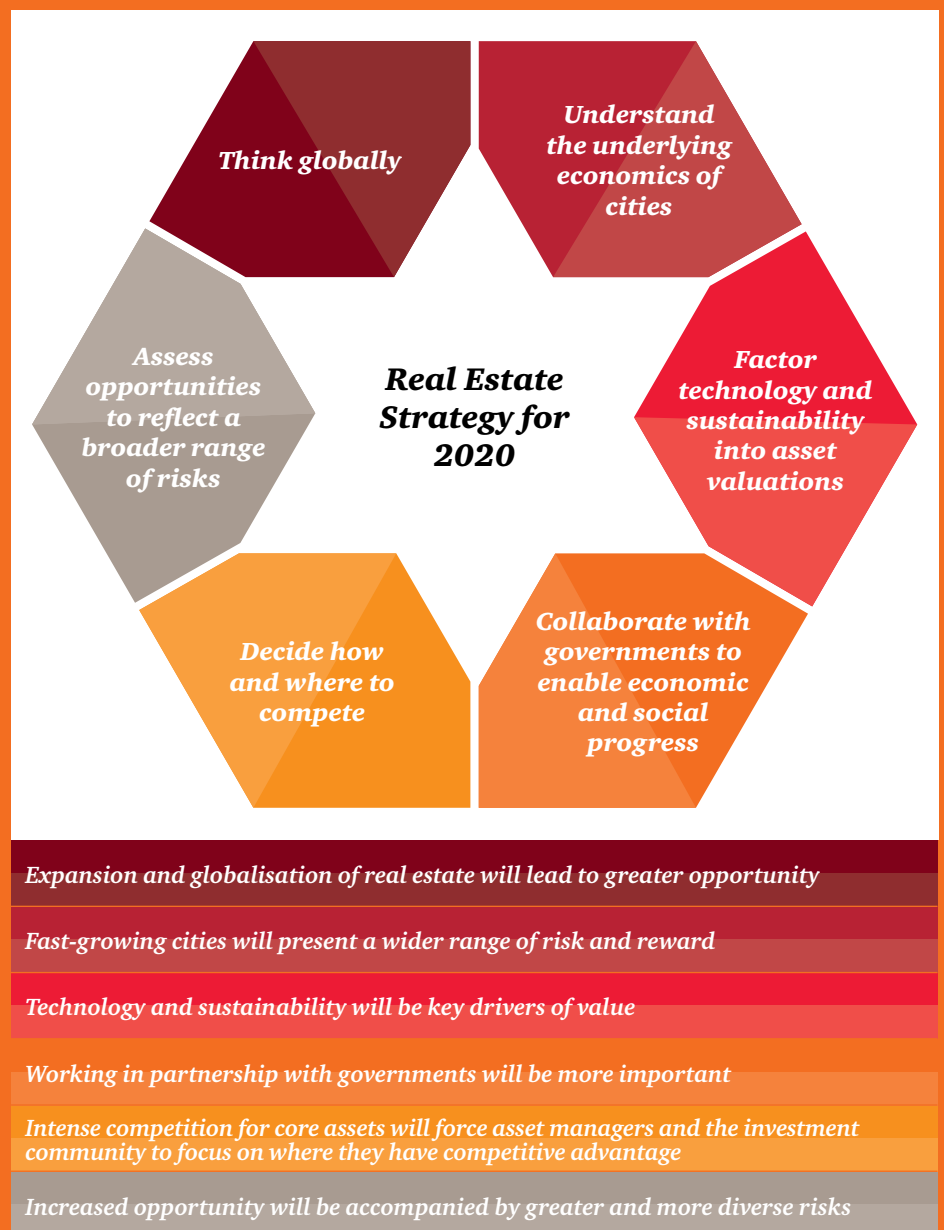 Think globally
Understand
the underlying
economics of
cities
Assess
opportunities
to reflect a
broader range
of risks
Real Estate
Strategy for
2020
Factor
technology and
sustainability
into asset
valuations
Decide how
and where to
compete
Collaborate with
governments to
enable economic
and social
progress
Expansion and globalisation of real estate will lead to greater opportunity
Fast-growing cities will present a wider range of risk and reward
Technology and sustainability will be key drivers of value
Working in partnership with governments will be more important
Intense competition for core assets will force asset managers and the investment
community to focus on where they have competitive advantage
Increased opportunity will be accompanied by greater and more diverse risks